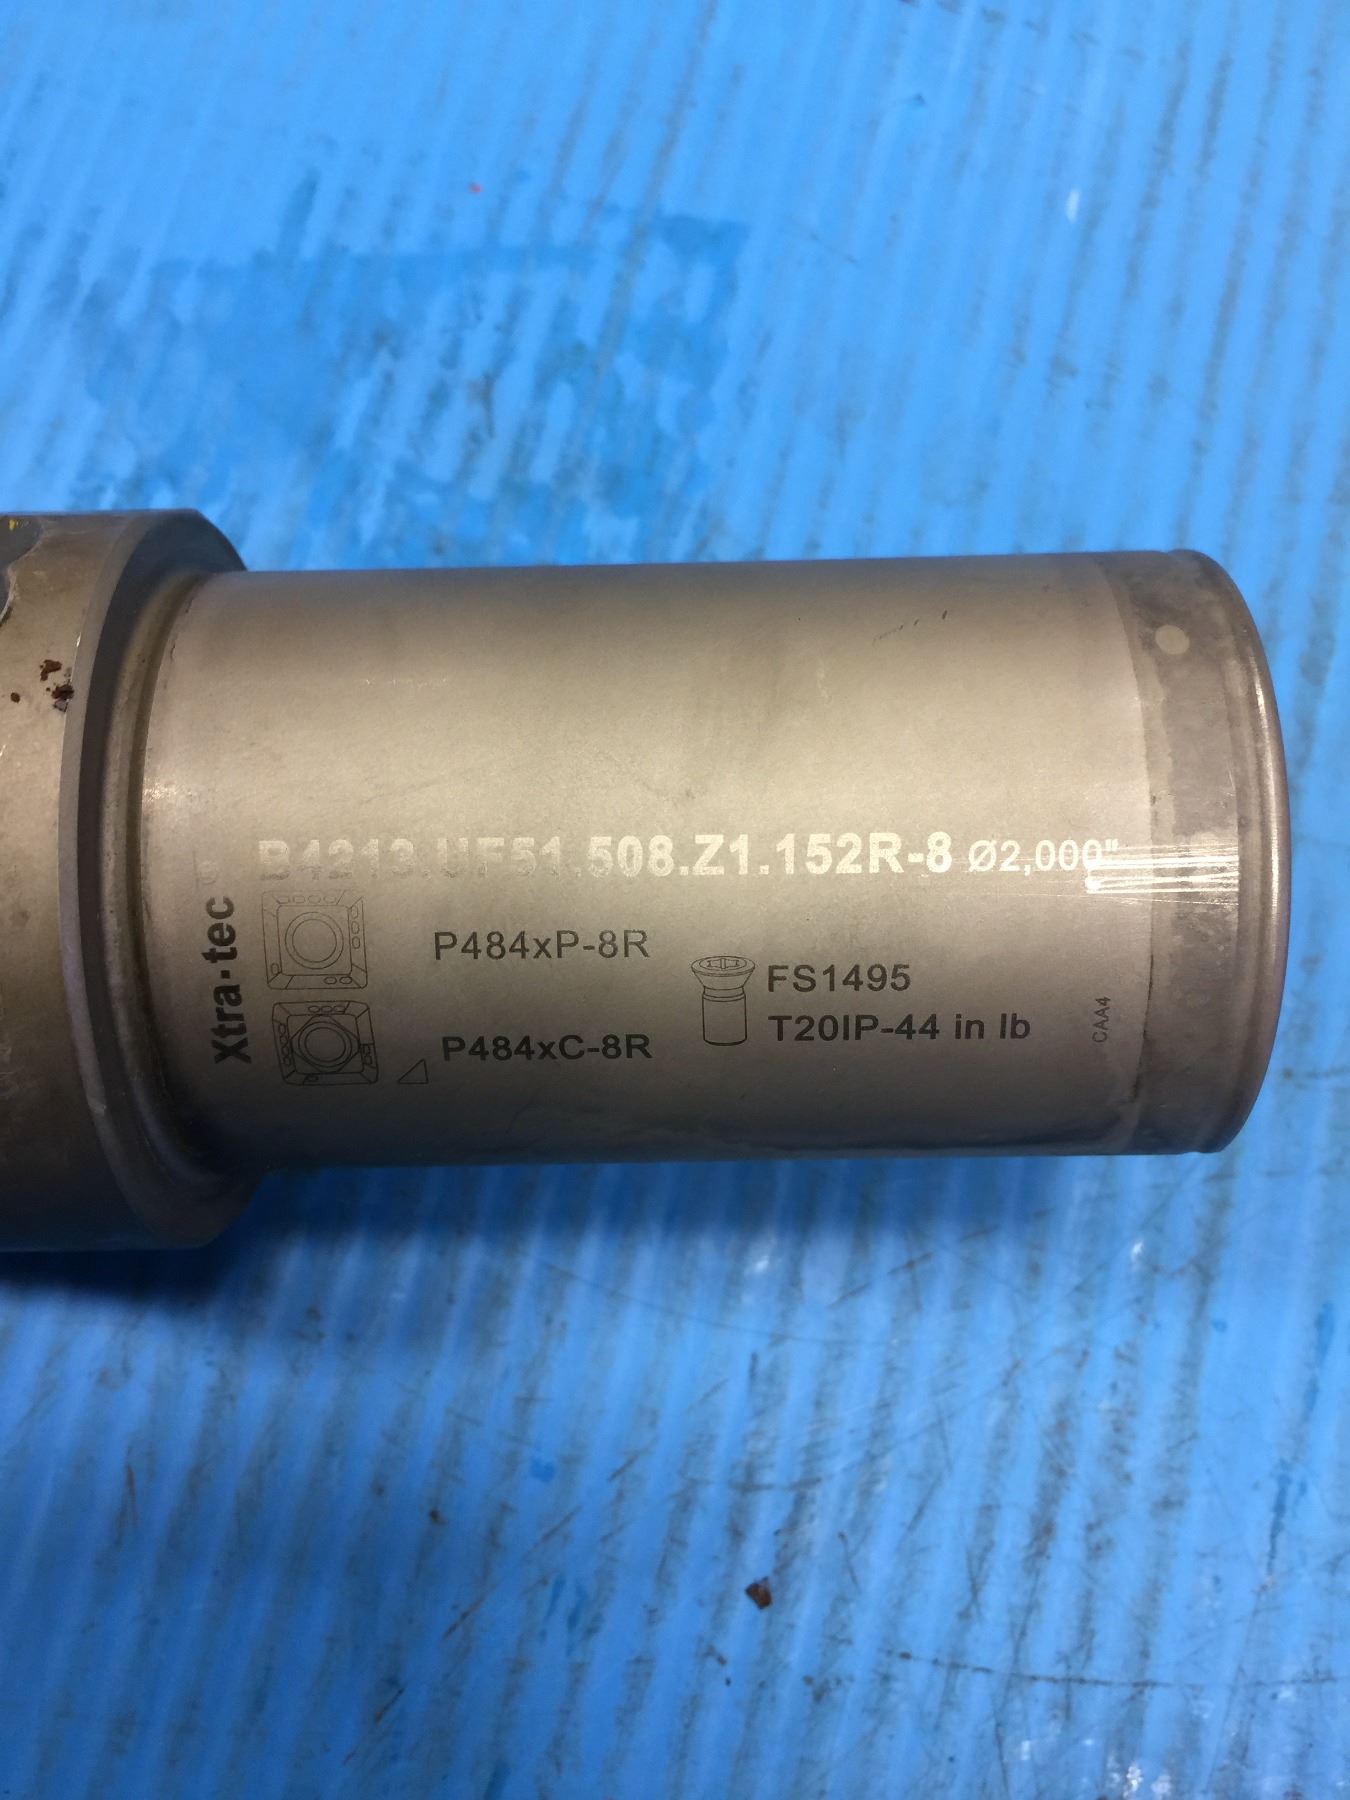 B4213.UF51.508.Z1.152R-8 Ø2,000"
Xtra·tec ®
P484xP-8R
P484xC-8R
FS1495
T20IP-44 in lb
CAA4